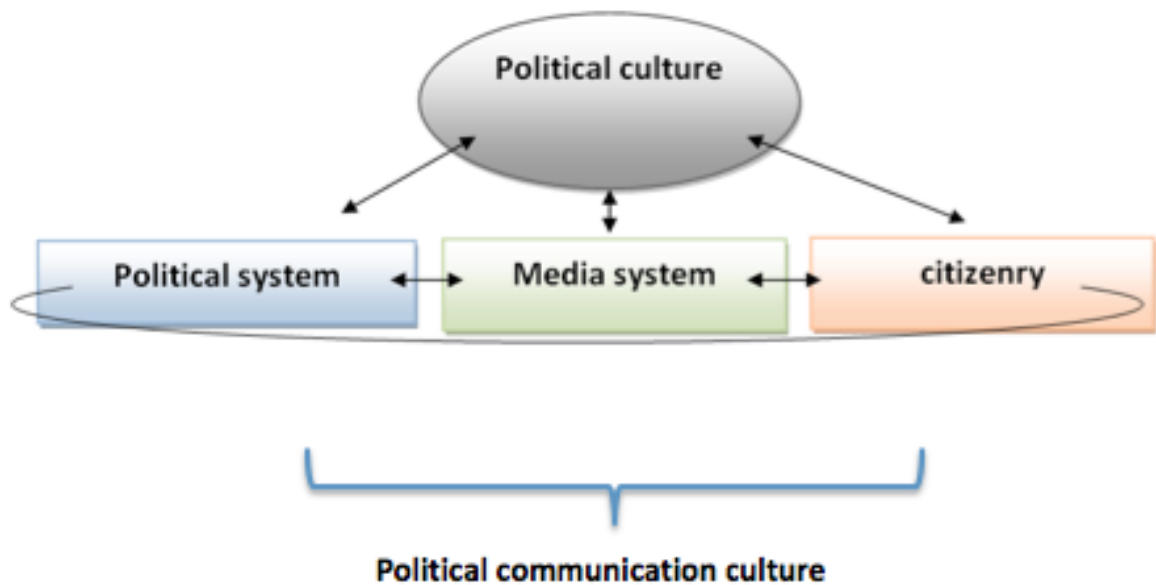 Political culture
Political system
Media system
citizenry
Political communication culture